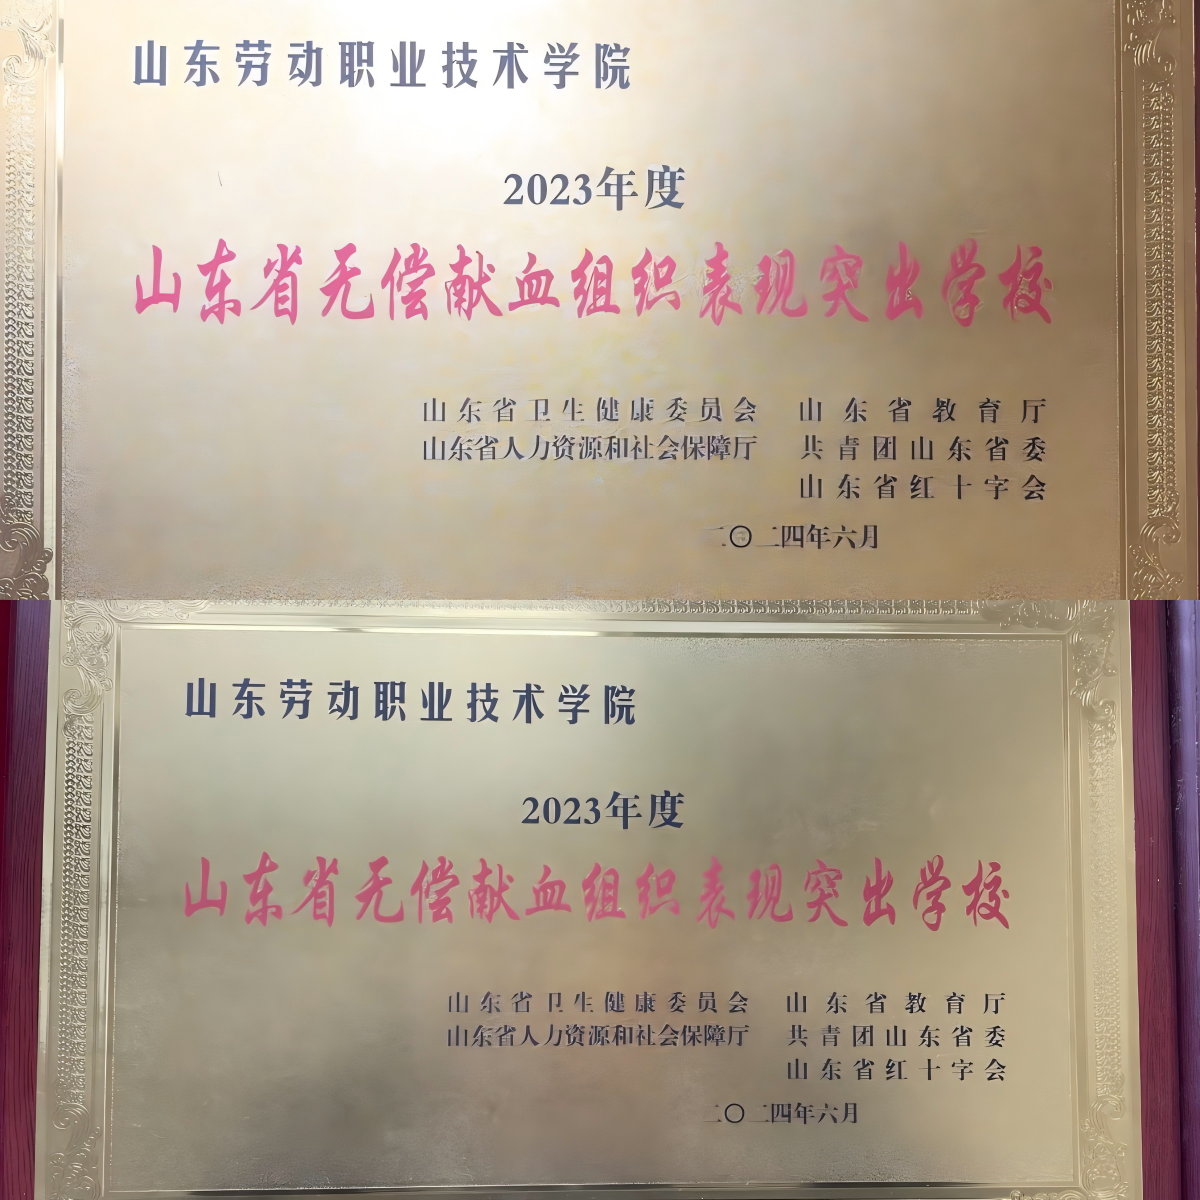 山东劳动职业技术学院
2023年度
山东省无偿献血组织表现突出学校
山东省卫生健康委员会 山东省教育厅
山东省人力资源和社会保障厅 共青团山东省委
山东省红十字会
二〇二四年六月
山东劳动职业技术学院
2023年度
山东省无偿献血组织表现突出学校
山东省卫生健康委员会 山东省教育厅
山东省人力资源和社会保障厅 共青团山东省委
山东省红十字会
二〇二四年六月